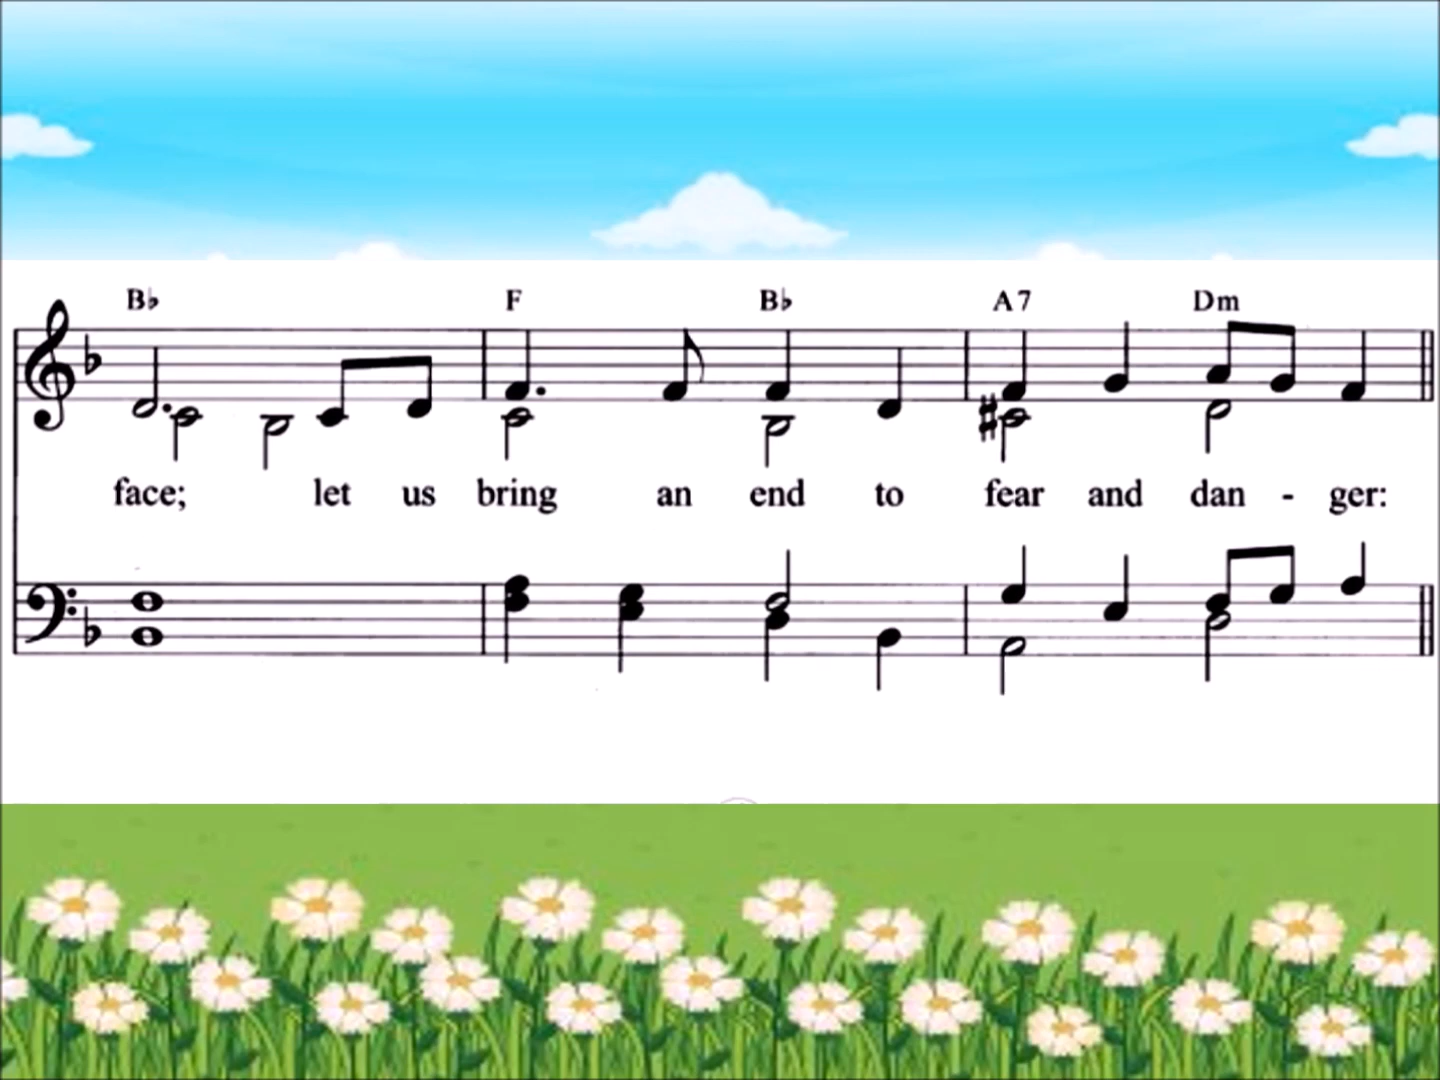 B♭ F B♭ A7 Dm
face; let us bring an end to fear and dan - ger: